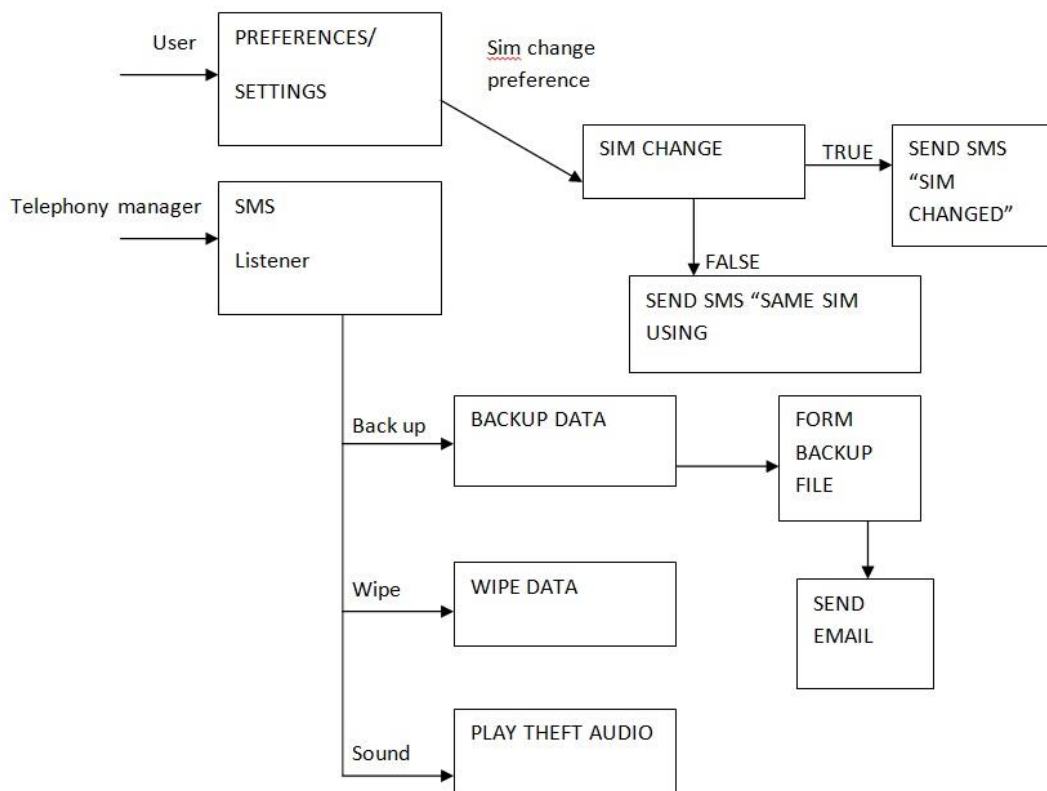 User
PREFERENCES/
SETTINGS
Sim change
preference
SIM CHANGE
TRUE
SEND SMS
“SIM
CHANGED”
Telephony manager
SMS
Listener
FALSE
SEND SMS “SAME SIM
USING
Back up
BACKUP DATA
FORM
BACKUP
FILE
Wipe
WIPE DATA
SEND
EMAIL
Sound
PLAY THEFT AUDIO